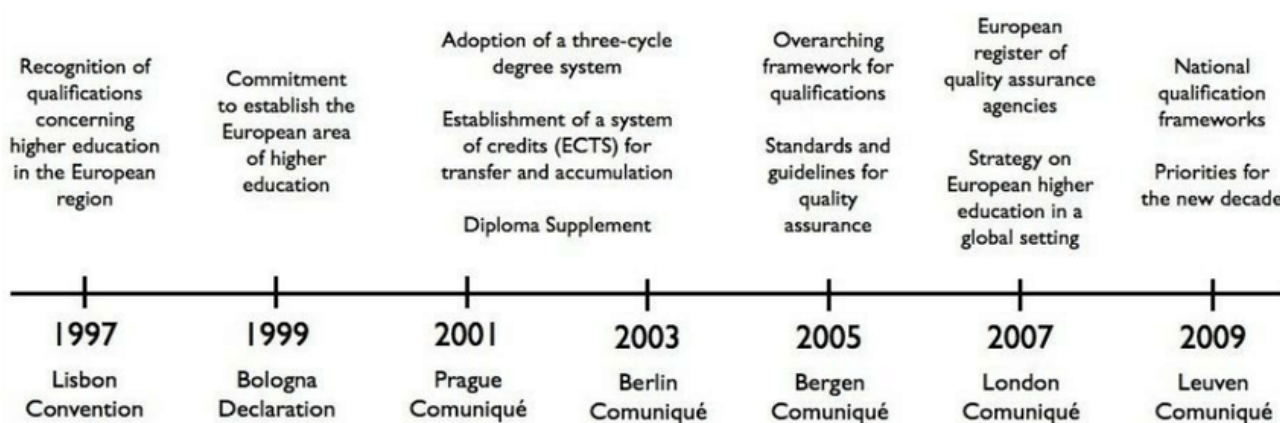 Recognition of
qualifications
concerning
higher education
in the European
region
Commitment
to establish the
European area
of higher
education
Adoption of a three-cycle
degree system
Establishment of a system
of credits (ECTS) for
transfer and accumulation
Diploma Supplement
Overarching
framework for
qualifications
Standards and
guidelines for
quality
assurance
European
register of
quality assurance
agencies
Strategy on
European higher
education in a
global setting
National
qualification
frameworks
Priorities for
the new decade
1997
Lisbon
Convention
1999
Bologna
Declaration
2001
Prague
Comuniqué
2003
Berlin
Comuniqué
2005
Bergen
Comuniqué
2007
London
Comuniqué
2009
Leuven
Comuniqué